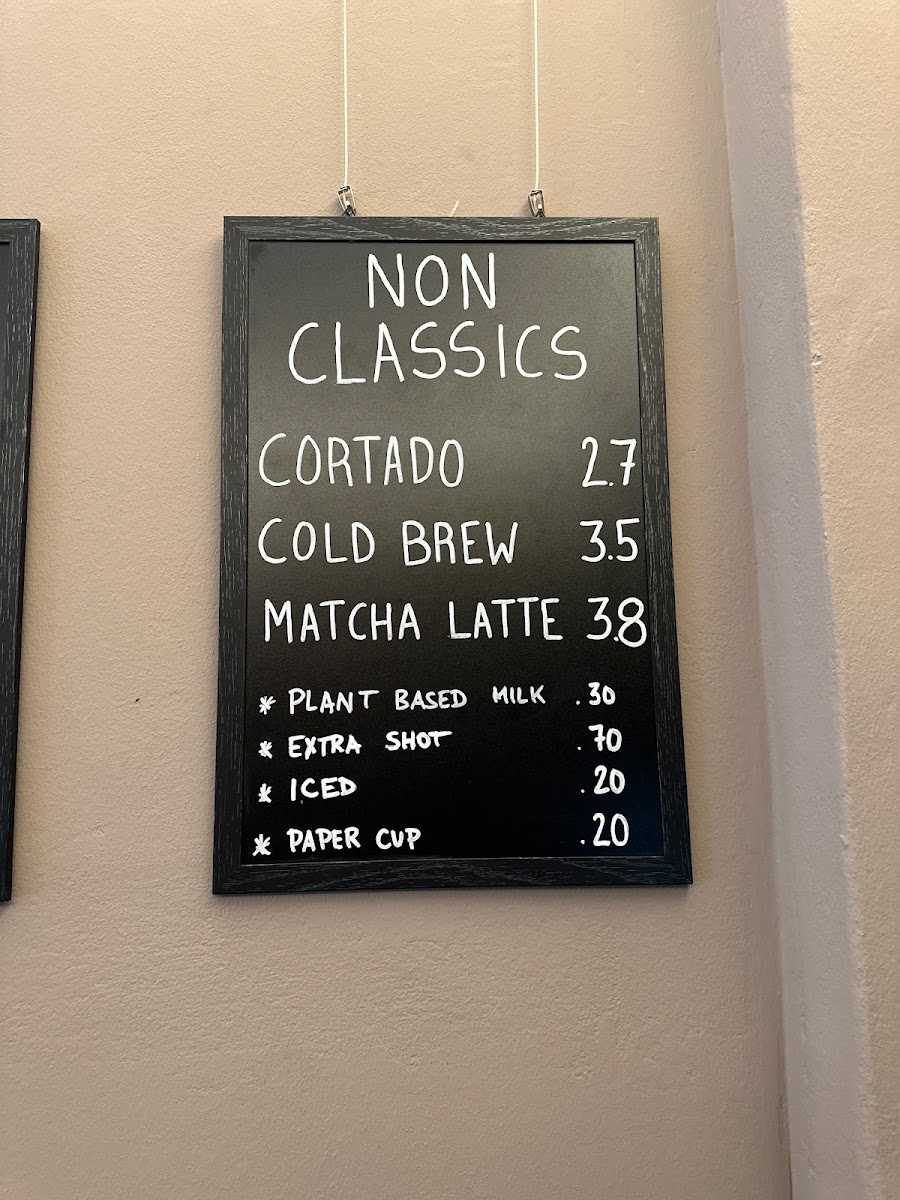 NON
CLASSICS
CORTADO 2.7
COLD BREW 3.5
MATCHA LATTE 3.8
* PLANT BASED MILK .30
* EXTRA SHOT .70
* ICED .20
* PAPER CUP .20